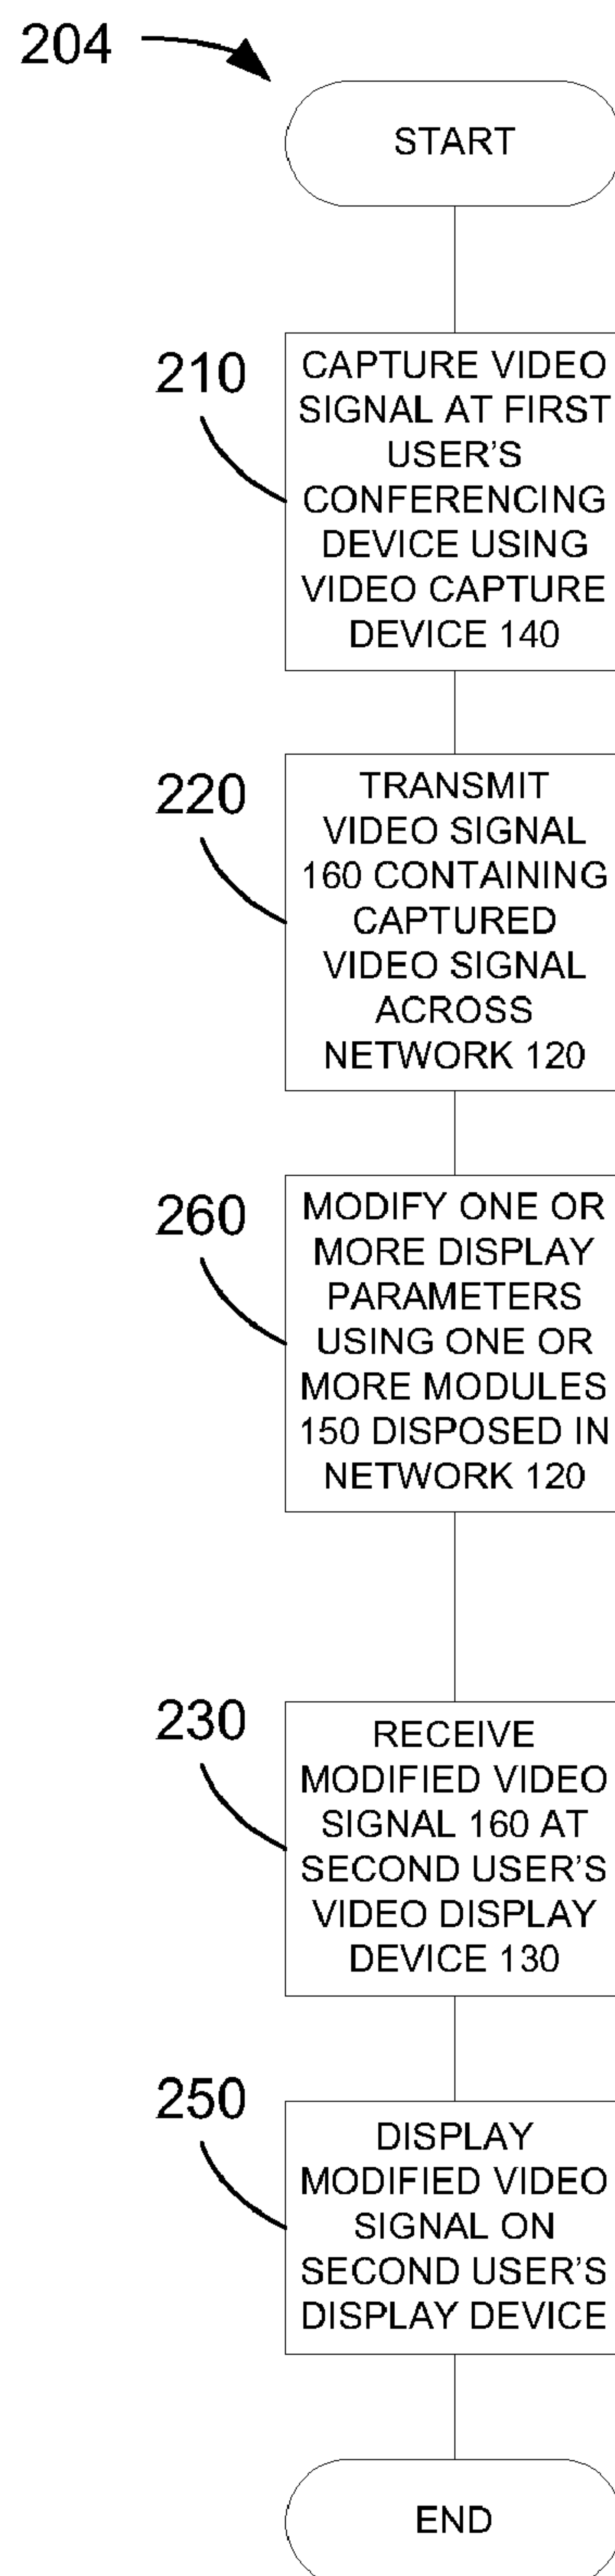 204
START
210
CAPTURE VIDEO
SIGNAL AT FIRST
USER'S
CONFERENCING
DEVICE USING
VIDEO CAPTURE
DEVICE 140
220
TRANSMIT
VIDEO SIGNAL
160 CONTAINING
CAPTURED
VIDEO SIGNAL
ACROSS
NETWORK 120
260
MODIFY ONE OR
MORE DISPLAY
PARAMETERS
USING ONE OR
MORE MODULES
150 DISPOSED IN
NETWORK 120
230
RECEIVE
MODIFIED VIDEO
SIGNAL 160 AT
SECOND USER'S
VIDEO DISPLAY
DEVICE 130
250
DISPLAY
MODIFIED VIDEO
SIGNAL ON
SECOND USER'S
DISPLAY DEVICE
END